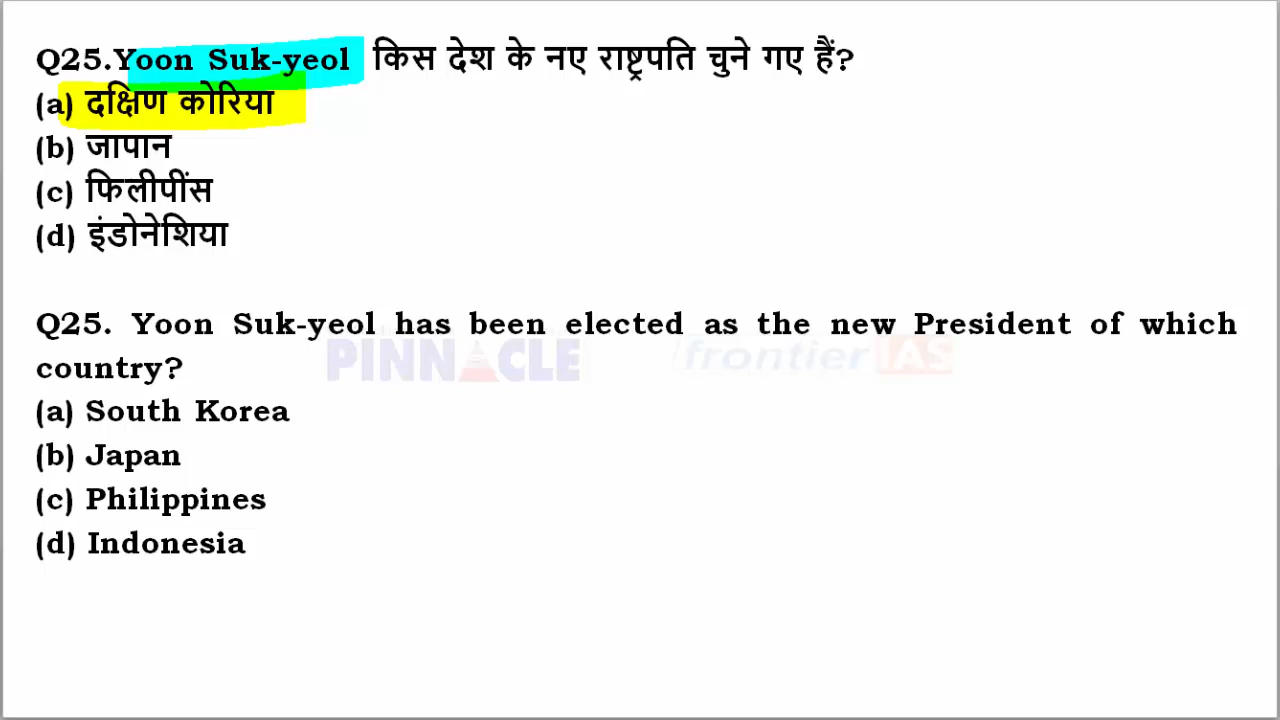 Q25.Yoon Suk-yeol किस देश के नए राष्ट्रपति चुने गए हैं?
(a) दक्षिण कोरिया
(b) जापान
(c) फिलीपींस
(d) इंडोनेशिया
Q25. Yoon Suk-yeol has been elected as the new President of which
country?
PINNACLE frontier IAS
(a) South Korea
(b) Japan
(c) Philippines
(d) Indonesia